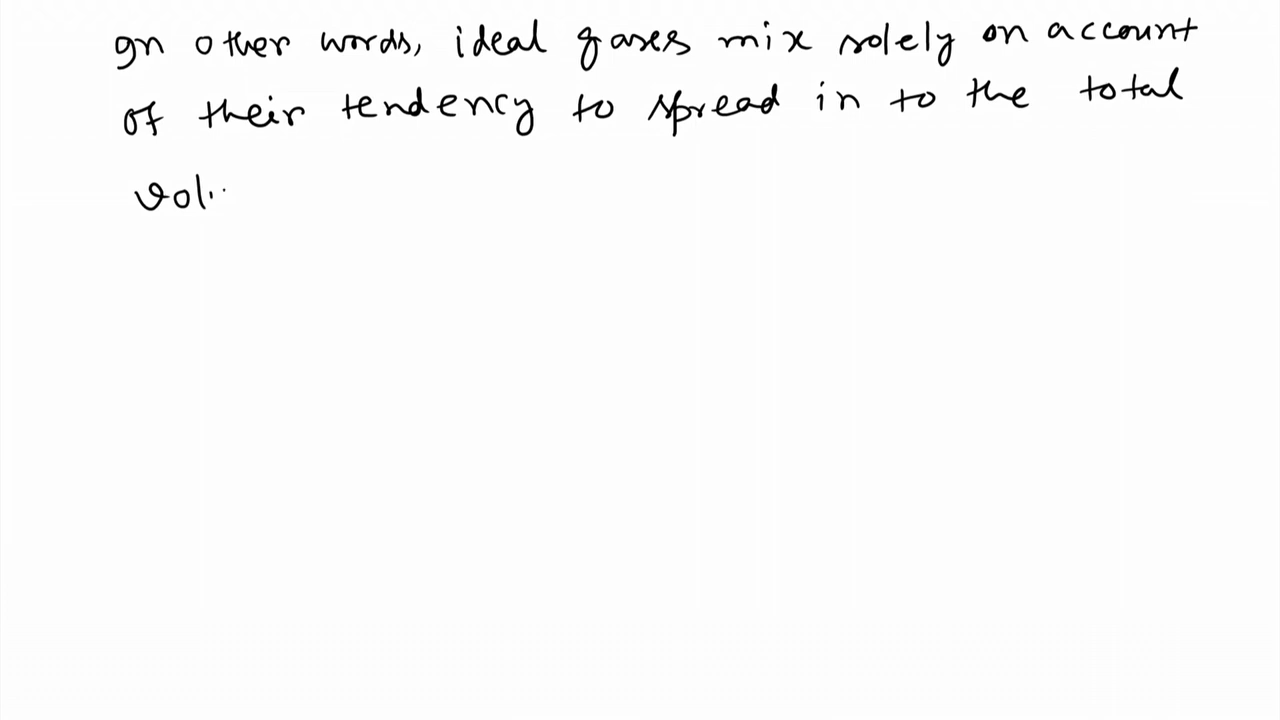 In other words, ideal gases mix solely on account
of their tendency to spread in to the total
vol